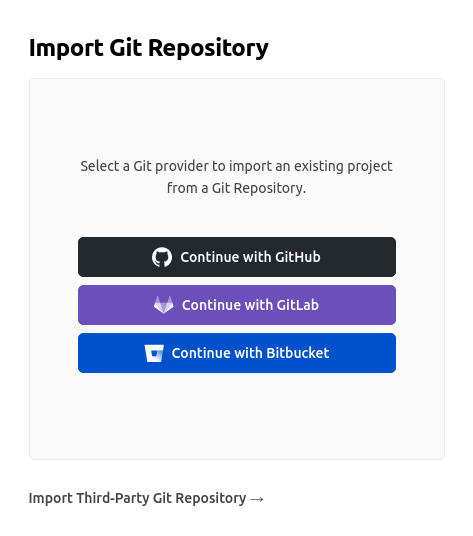 Import Git Repository
Select a Git provider to import an existing project
from a Git Repository.
Continue with GitHub
Continue with GitLab
Continue with Bitbucket
Import Third-Party Git Repository →